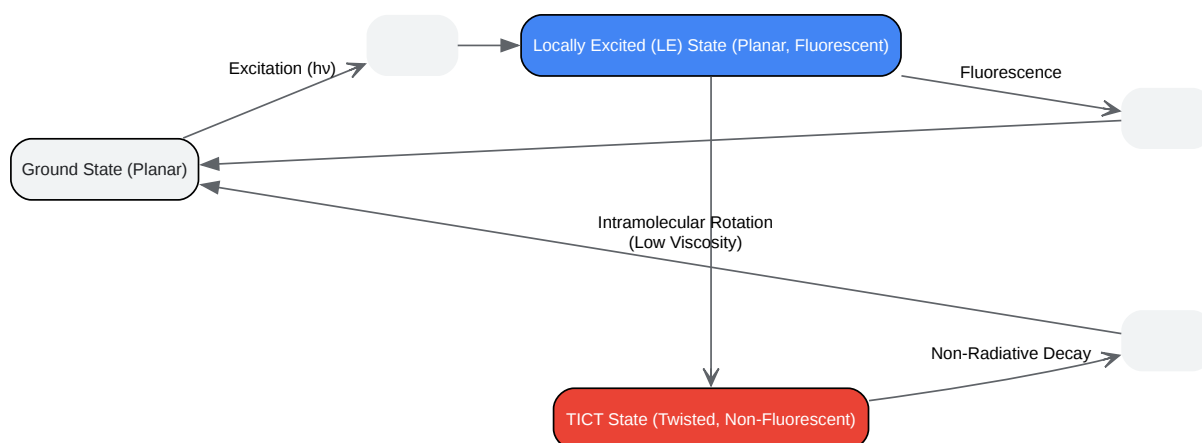 Locally Excited (LE) State (Planar, Fluorescent)
Excitation (hν)
Fluorescence
Ground State (Planar)
Intramolecular Rotation
(Low Viscosity)
Non-Radiative Decay
TICT State (Twisted, Non-Fluorescent)